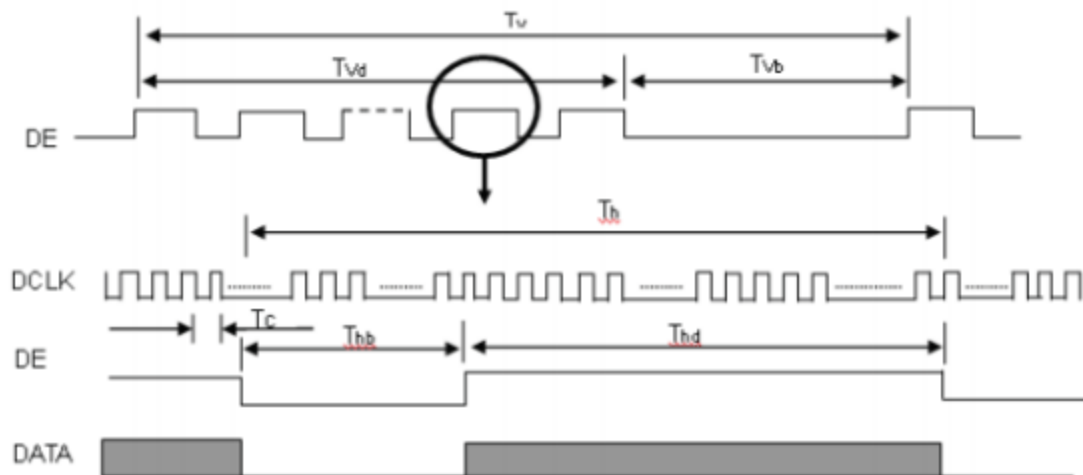 Tv
Tvd
Tvb
DE
Th
DCLK
Tc
Thb
Thd
DE
DATA